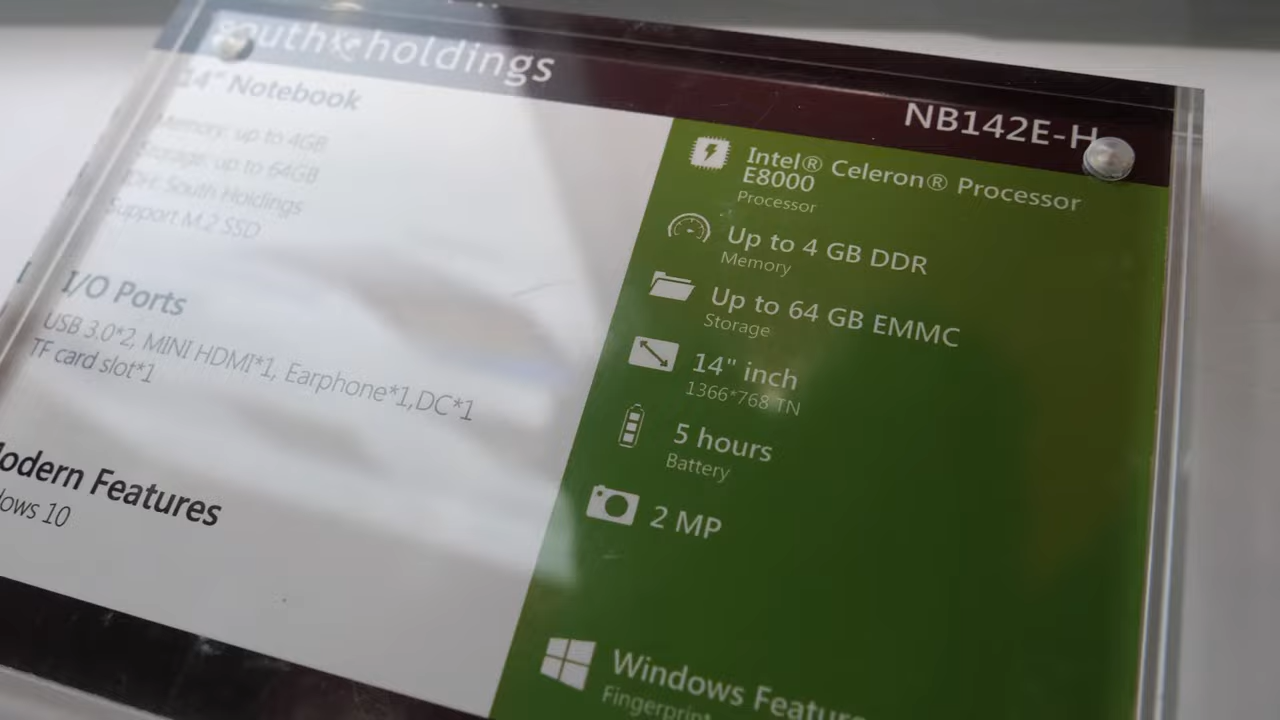 south holdings
NB142E-H
14" Notebook
Memory: up to 4GB
Storage: up to 64GB
South Holdings
Support M.2 SSD
I/O Ports
USB 3.0*2, MINI HDMI*1, Earphone*1,DC*1
TF card slot*1
odern Features
dows 10
Intel® Celeron® Processor
E8000
Processor
Up to 4 GB DDR
Memory
Up to 64 GB EMMC
Storage
14" inch
1366*768 TN
5 hours
Battery
2 MP
Windows Feature
Fingerprint